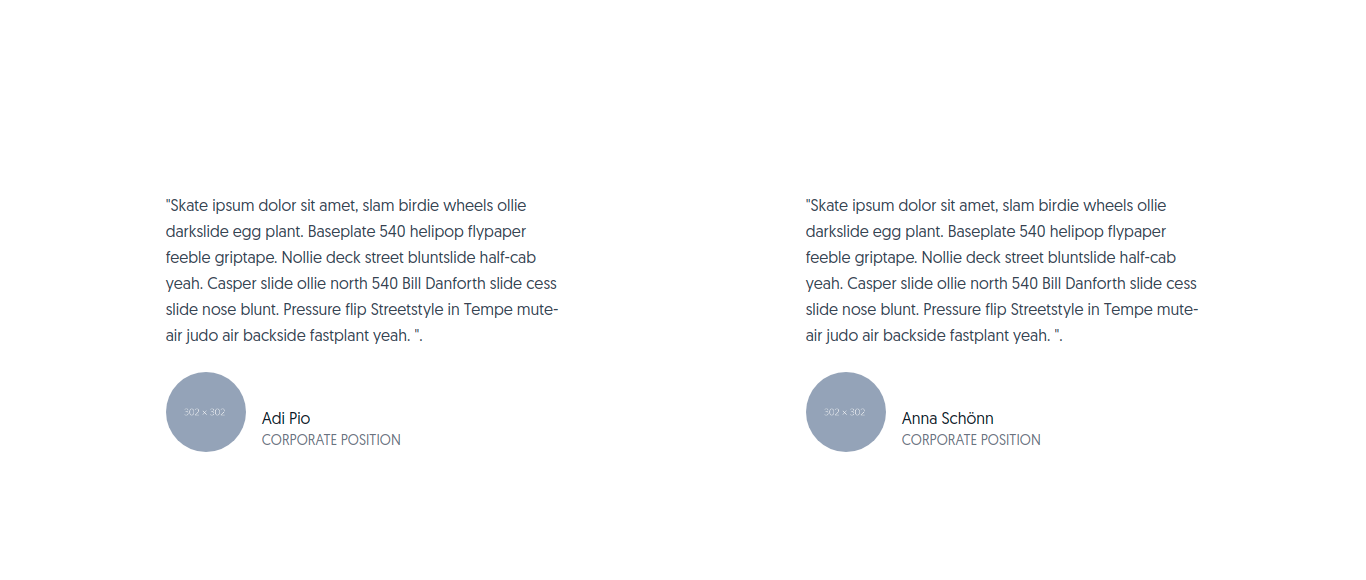 "Skate ipsum dolor sit amet, slam birdie wheels ollie
darkslide egg plant. Baseplate 540 helipop flypaper
feeble griptape. Nollie deck street bluntslide half-cab
yeah. Casper slide ollie north 540 Bill Danforth slide cess
slide nose blunt. Pressure flip Streetstyle in Tempe mute-
air judo air backside fastplant yeah. ".
302 × 302
Adi Pio
CORPORATE POSITION
"Skate ipsum dolor sit amet, slam birdie wheels ollie
darkslide egg plant. Baseplate 540 helipop flypaper
feeble griptape. Nollie deck street bluntslide half-cab
yeah. Casper slide ollie north 540 Bill Danforth slide cess
slide nose blunt. Pressure flip Streetstyle in Tempe mute-
air judo air backside fastplant yeah. ".
302 × 302
Anna Schönn
CORPORATE POSITION